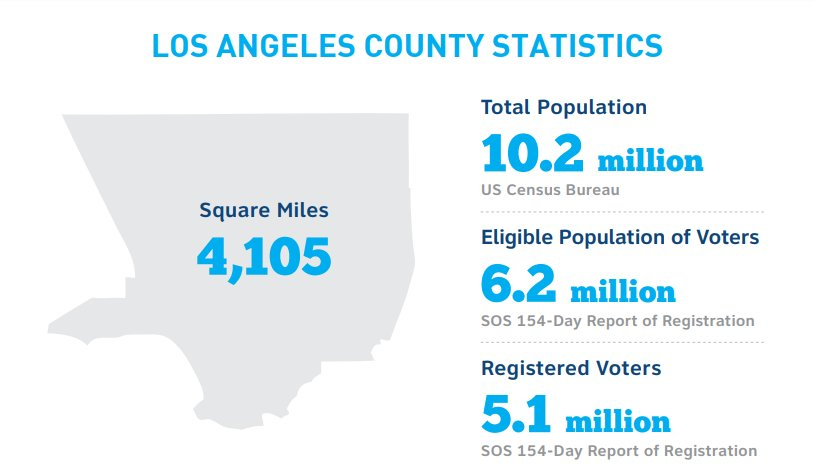 LOS ANGELES COUNTY STATISTICS
Square Miles
4,105
Total Population
10.2 million
US Census Bureau
Eligible Population of Voters
6.2 million
SOS 154-Day Report of Registration
Registered Voters
5.1 million
SOS 154-Day Report of Registration